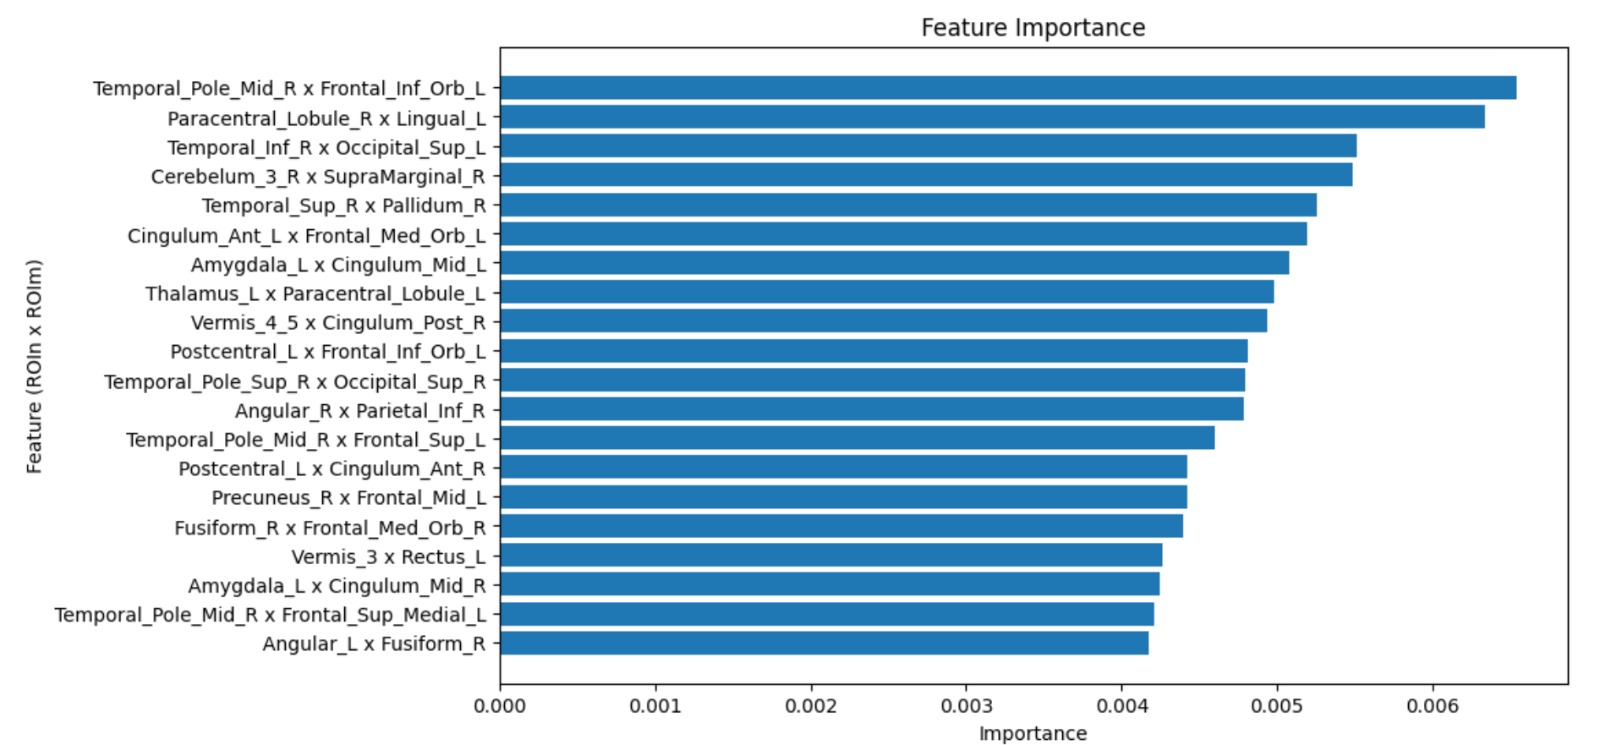 Feature Importance
Feature (ROIn x ROIm)
Temporal_Pole_Mid_R x Frontal_Inf_Orb_L
Paracentral_Lobule_R x Lingual_L
Temporal_Inf_R x Occipital_Sup_L
Cerebelum_3_R x SupraMarginal_R
Temporal_Sup_R x Pallidum_R
Cingulum_Ant_L x Frontal_Med_Orb_L
Amygdala_L x Cingulum_Mid_L
Thalamus_L x Paracentral_Lobule_L
Vermis_4_5 x Cingulum_Post_R
Postcentral_L x Frontal_Inf_Orb_L
Temporal_Pole_Sup_R x Occipital_Sup_R
Angular_R x Parietal_Inf_R
Temporal_Pole_Mid_R x Frontal_Sup_L
Postcentral_L x Cingulum_Ant_R
Precuneus_R x Frontal_Mid_L
Fusiform_R x Frontal_Med_Orb_R
Vermis_3 x Rectus_L
Amygdala_L x Cingulum_Mid_R
Temporal_Pole_Mid_R x Frontal_Sup_Medial_L
Angular_L x Fusiform_R
0.000 0.001 0.002 0.003 0.004 0.005 0.006
Importance